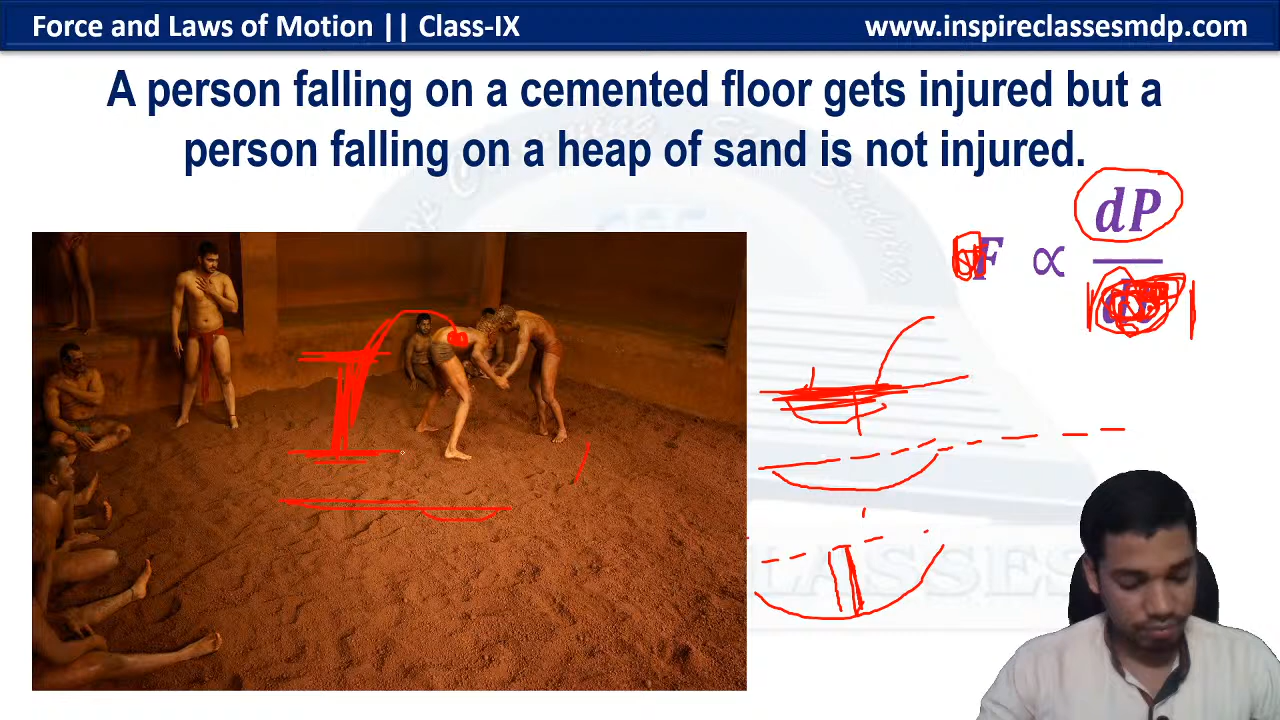 Force and Laws of Motion || Class-IX
www.inspireclassesmdp.com
A person falling on a cemented floor gets injured but a
person falling on a heap of sand is not injured.
F ∝ dP